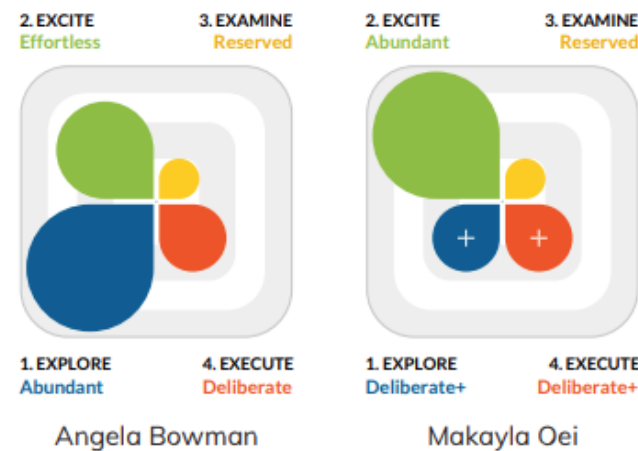 2. EXCITE 3. EXAMINE
Effortless Reserved
1. EXPLORE 4. EXECUTE
Abundant Deliberate
Angela Bowman
2. EXCITE 3. EXAMINE
Abundant Reserved
+ +
1. EXPLORE 4. EXECUTE
Deliberate+ Deliberate+
Makayla Oei